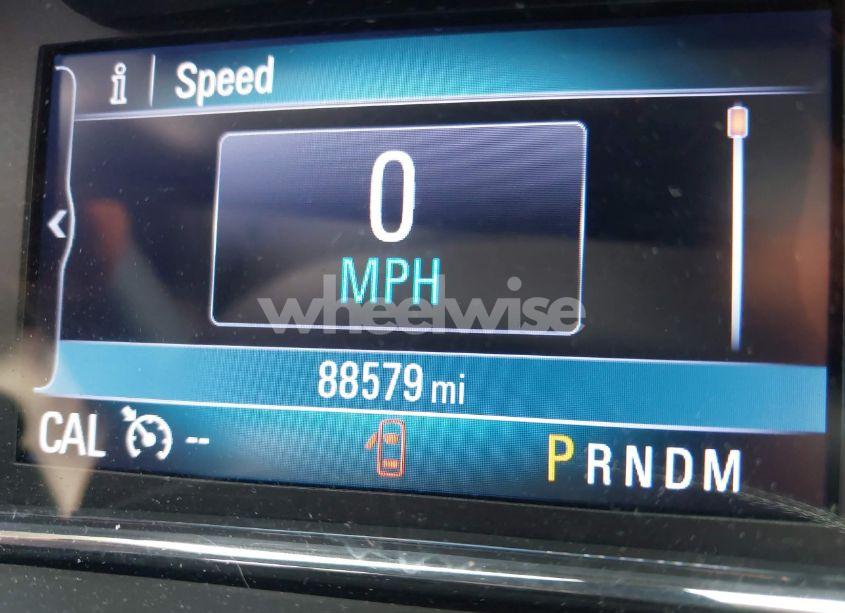 i | Speed
0
MPH
wheelwise
88579 mi
CAL -- PRNDM